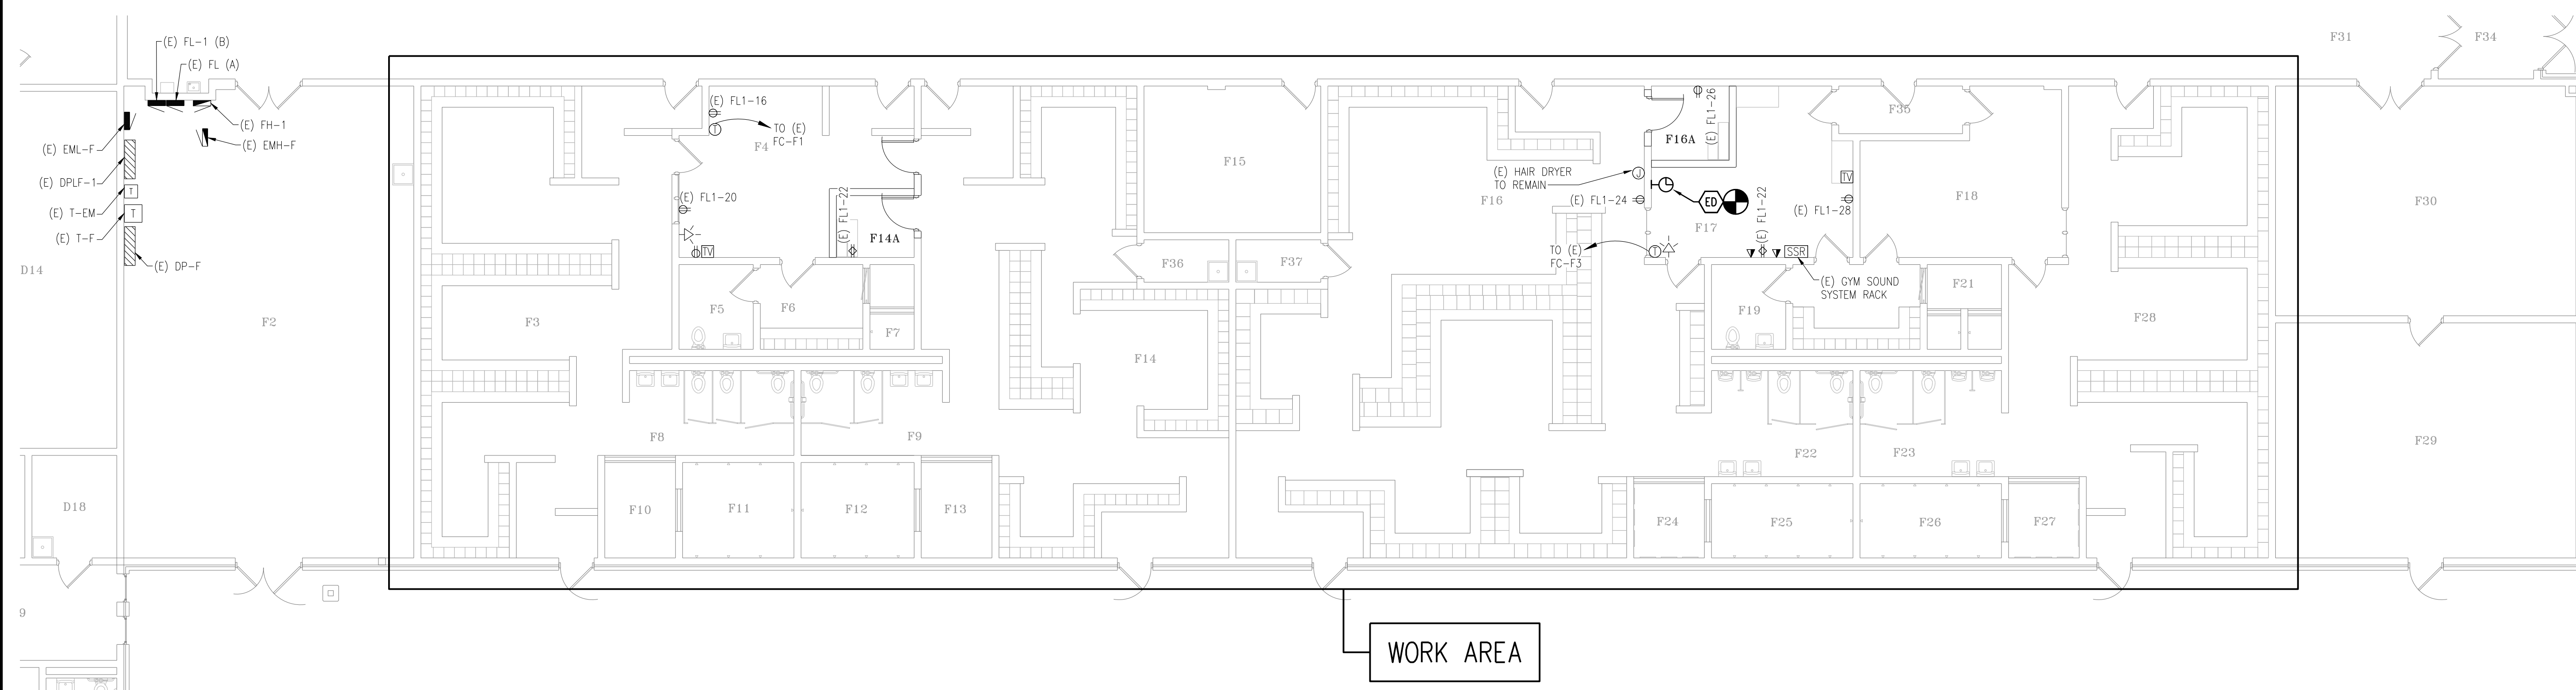 (E) FL-1 (B)
(E) FL (A)
(E) FH-1
(E) EMH-F
(E) EML-F
(E) DPLF-1
T
(E) T-EM
T
(E) T-F
(E) DP-F
D14
F2
D18
9
(E) FL1-16
T
TO (E)
FC-F1
F4
(E) FL1-20
TV
(E) FL1-22
F14A
F3
F5
F6
F7
F8
F9
F10
F11
F12
F13
F14
F15
F36
F37
F16
(E) HAIR DRYER
TO REMAIN
J
(E) FL1-24
TO (E)
FC-F3
T
F16A
(E) FL1-26
ED
F17
(E) FL1-22
TV
(E) FL1-28
SSR
(E) GYM SOUND
SYSTEM RACK
F35
F18
F19
F21
F22
F23
F24
F25
F26
F27
F28
F31
F34
F30
F29
WORK AREA